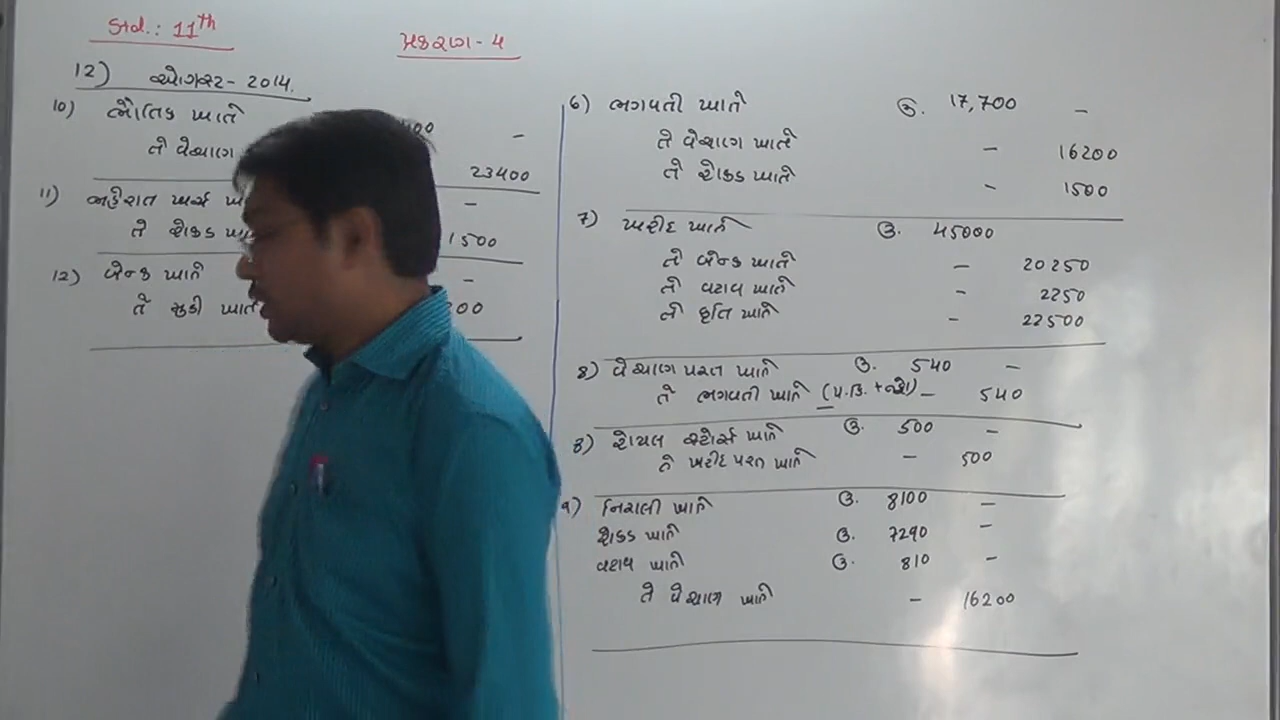 Std.: 11th
પ્રકરણ - 4
12) ઓગસ્ટ - 2014.
10) ભૌતિક ખાતે -
તે વેચાણ 23400
11) જાહેરાત ખર્ચ -
તે રોકડ 1500
12) બેન્ક ખાતે -
તે મુડી ખાતે
6) ભગવતી ખાતે ઉ. 17,700 -
તે વેચાણ ખાતે - 16200
તે રોકડ ખાતે - 1500
7) ખરીદ ખાતે ઉ. 45000
તે બેન્ક ખાતે - 20250
તે વટાવ ખાતે - 2250
તે કૃતિ ખાતે - 22500
8) વેચાણ પરત ખાતે ઉ. 540 -
તે ભગવતી ખાતે - 540
8) રોયલ સ્ટોર્સ ખાતે ઉ. 500 -
તે ખરીદ પરત ખાતે - 500
9) નિરાલી ખાતે ઉ. 8100 -
રોકડ ખાતે ઉ. 7290 -
વટાવ ખાતે ઉ. 810 -
તે વેચાણ ખાતે - 16200